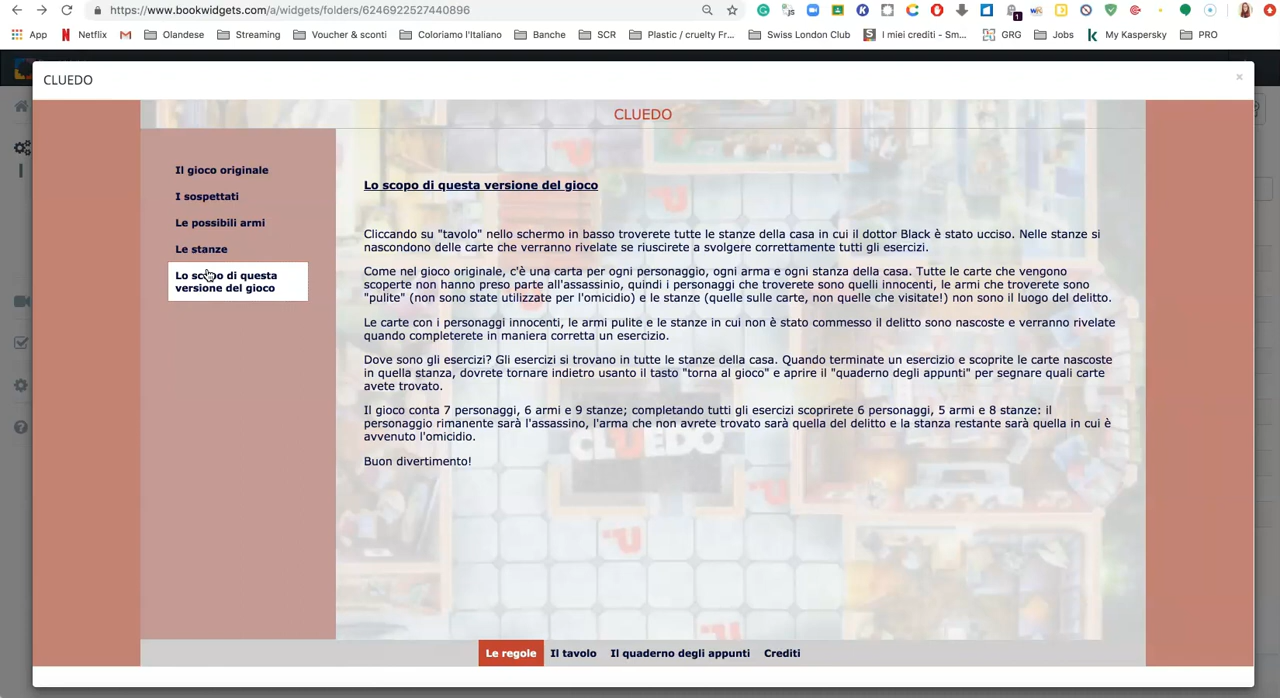 https://www.bookwidgets.com/a/widgets/folders/6246922527440896
App
Netflix
Olandese
Streaming
Voucher & sconti
Coloriamo l'Italiano
Banche
SCR
Plastic / cruelty Fr...
Swiss London Club
I miei crediti - Sm...
GRG
Jobs
My Kaspersky
PRO
CLUEDO
CLUEDO
Il gioco originale
I sospettati
Le possibili armi
Le stanze
Lo scopo di questa
versione del gioco
Lo scopo di questa versione del gioco
Cliccando su "tavolo" nello schermo in basso troverete tutte le stanze della casa in cui il dottor Black è stato ucciso. Nelle stanze si
nascondono delle carte che verranno rivelate se riuscirete a svolgere correttamente tutti gli esercizi.
Come nel gioco originale, c'è una carta per ogni personaggio, ogni arma e ogni stanza della casa. Tutte le carte che vengono
scoperte non hanno preso parte all'assassinio, quindi i personaggi che troverete sono quelli innocenti, le armi che troverete sono
"pulite" (non sono state utilizzate per l'omicidio) e le stanze (quelle sulle carte, non quelle che visitate!) non sono il luogo del delitto.
Le carte con i personaggi innocenti, le armi pulite e le stanze in cui non è stato commesso il delitto sono nascoste e verranno rivelate
quando completerete in maniera corretta un esercizio.
Dove sono gli esercizi? Gli esercizi si trovano in tutte le stanze della casa. Quando terminate un esercizio e scoprite le carte nascoste
in quella stanza, dovrete tornare indietro usanto il tasto "torna al gioco" e aprire il "quaderno degli appunti" per segnare quali carte
avete trovato.
Il gioco conta 7 personaggi, 6 armi e 9 stanze; completando tutti gli esercizi scoprirete 6 personaggi, 5 armi e 8 stanze: il
personaggio rimanente sarà l'assassino, l'arma che non avrete trovato sarà quella del delitto e la stanza restante sarà quella in cui è
avvenuto l'omicidio.
CLUEDO
Buon divertimento!
Le regole
Il tavolo
Il quaderno degli appunti
Crediti